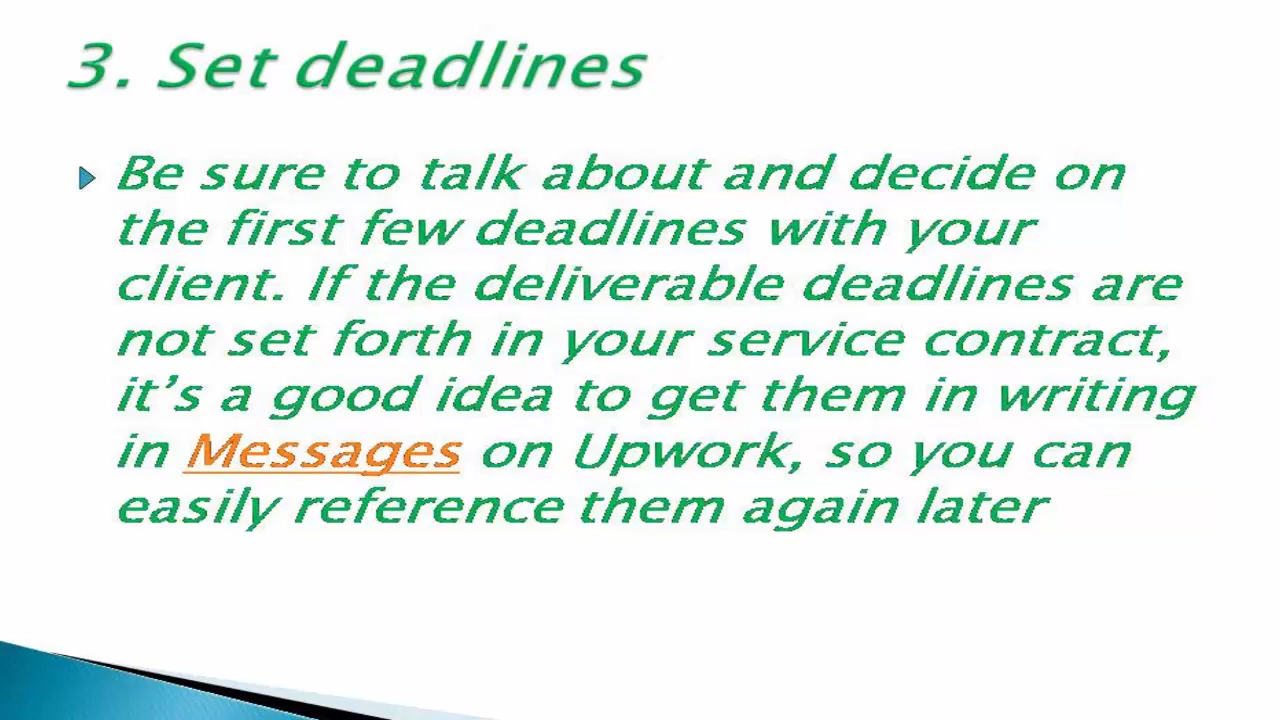 3. Set deadlines
Be sure to talk about and decide on
the first few deadlines with your
client. If the deliverable deadlines are
not set forth in your service contract,
it’s a good idea to get them in writing
in Messages on Upwork, so you can
easily reference them again later